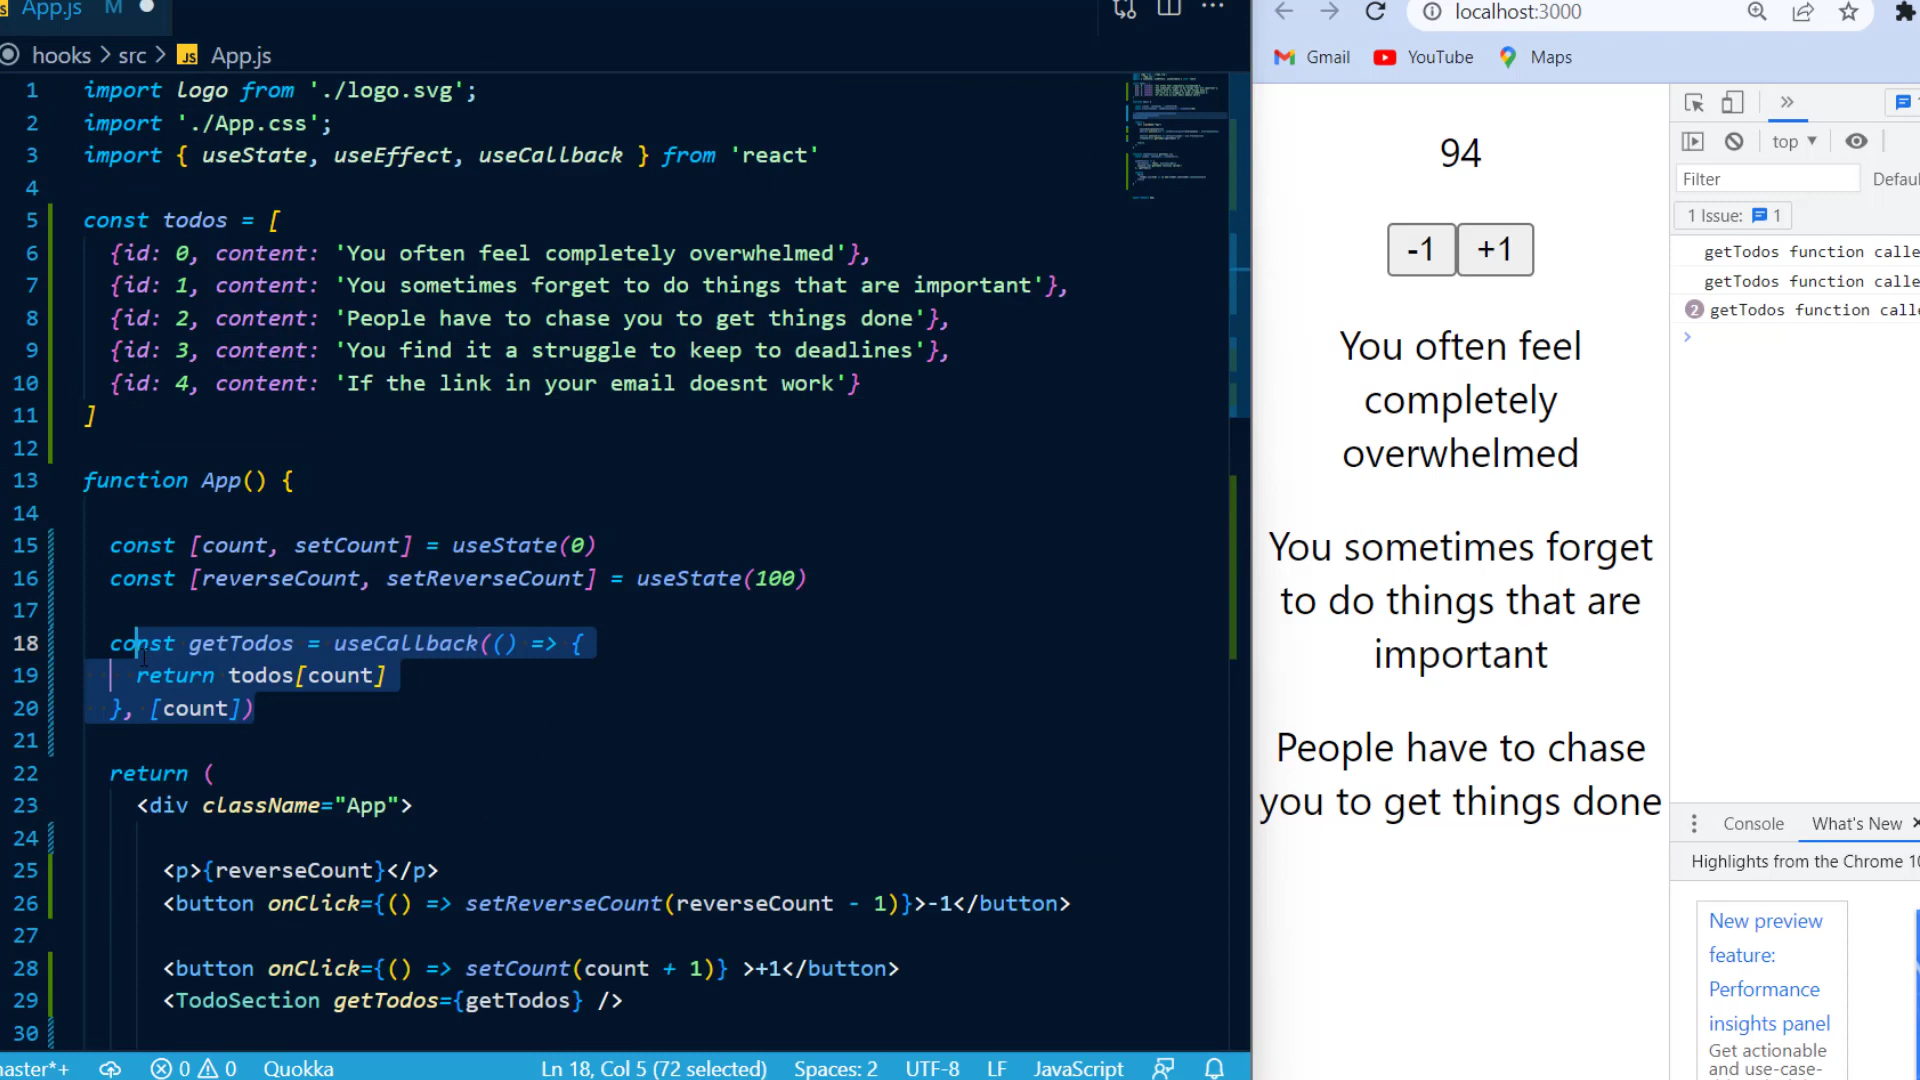 App.js M
hooks > src > JS App.js
1 import logo from './logo.svg';
2 import './App.css';
3 import { useState, useEffect, useCallback } from 'react'
4
5 const todos = [
6 {id: 0, content: 'You often feel completely overwhelmed'},
7 {id: 1, content: 'You sometimes forget to do things that are important'},
8 {id: 2, content: 'People have to chase you to get things done'},
9 {id: 3, content: 'You find it a struggle to keep to deadlines'},
10 {id: 4, content: 'If the link in your email doesnt work'}
11 ]
12
13 function App() {
14
15 const [count, setCount] = useState(0)
16 const [reverseCount, setReverseCount] = useState(100)
17
18 const getTodos = useCallback(() => {
19 return todos[count]
20 }, [count])
21
22 return (
23 <div className="App">
24
25 <p>{reverseCount}</p>
26 <button onClick={() => setReverseCount(reverseCount - 1)}>-1</button>
27
28 <button onClick={() => setCount(count + 1)} >+1</button>
29 <TodoSection getTodos={getTodos} />
30
aster*+ 0 0 Quokka Ln 18, Col 5 (72 selected) Spaces: 2 UTF-8 LF JavaScript
localhost:3000
Gmail YouTube Maps
94
-1 +1
You often feel
completely
overwhelmed
You sometimes forget
to do things that are
important
People have to chase
you to get things done
top
Filter Defau
1 Issue: 1
getTodos function calle
getTodos function calle
2 getTodos function calle
Console What's New
Highlights from the Chrome 10
New preview
feature:
Performance
insights panel
Get actionable
and use-case-